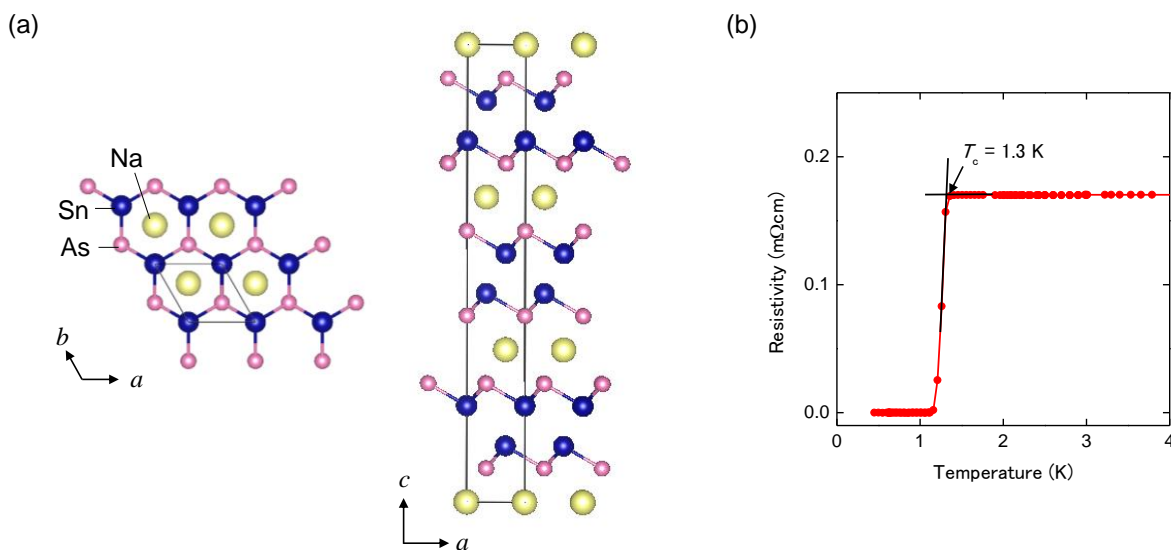 (a)
(b)
Na
Sn
As
b
a
c
a
Tc = 1.3 K
0.2
0.1
0.0
Resistivity (mΩcm)
0 1 2 3 4
Temperature (K)